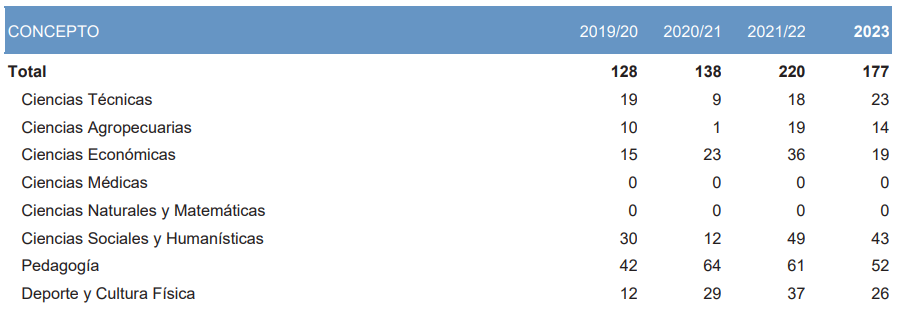 CONCEPTO 2019/20 2020/21 2021/22 2023
Total 128 138 220 177
Ciencias Técnicas 19 9 18 23
Ciencias Agropecuarias 10 1 19 14
Ciencias Económicas 15 23 36 19
Ciencias Médicas 0 0 0 0
Ciencias Naturales y Matemáticas 0 0 0 0
Ciencias Sociales y Humanísticas 30 12 49 43
Pedagogía 42 64 61 52
Deporte y Cultura Física 12 29 37 26